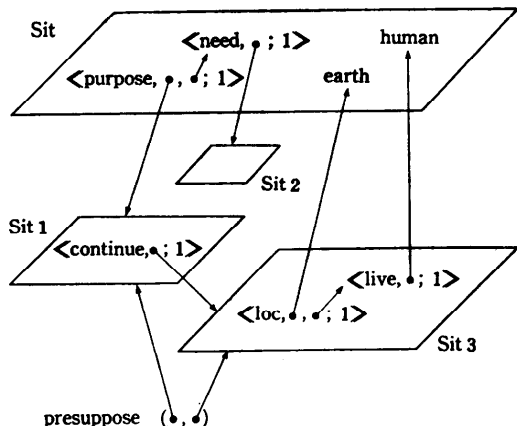 Sit
<need, • ; 1>
human
<purpose, • , • ; 1>
earth
Sit 2
Sit 1
<continue, • ; 1>
<live, • ; 1>
<loc, • , • ; 1>
Sit 3
presuppose (• , •)